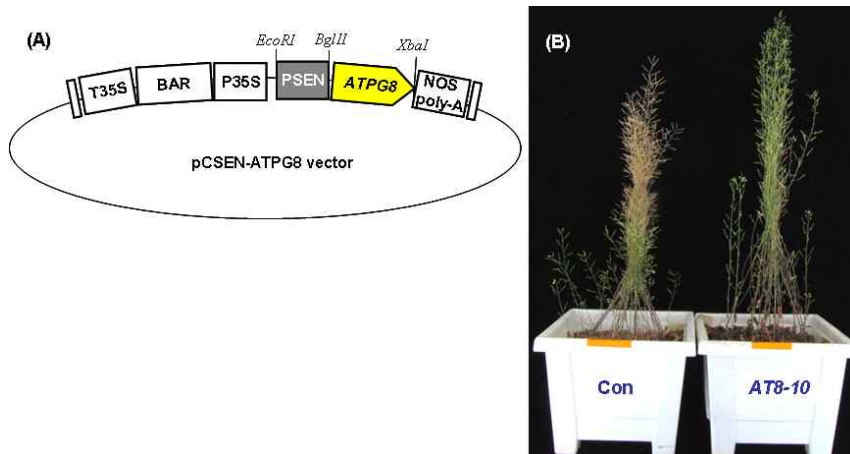 (A)
EcoRI BglII XbaI
T35S BAR P35S PSEN ATPG8 NOS
poly-A
pCSEN-ATPG8 vector
(B)
Con AT8-10